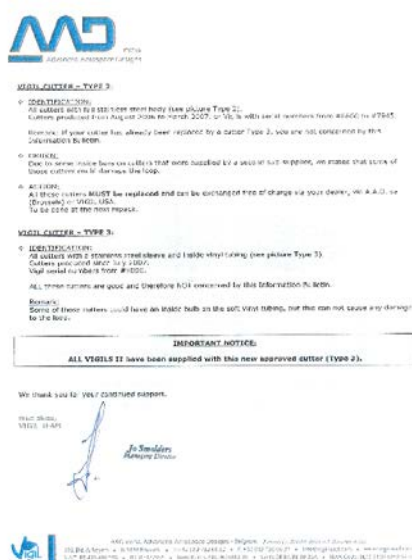 AAD
Advanced Aerospace Designs
VIGIL CUTTER – TYPE 2:
IDENTIFICATION:
All cutters with full stainless steel body (see picture Type 2).
Cutters produced from August 2006 to March 2007, or Vigils with serial numbers from
Remark: If your cutter has already been replaced by a cutter Type 3, you are not concerned by this
Information Bulletin.
Due to some inside burs on cutters that were supplied by a second sub-supplier, we noticed that some of
those cutters could damage the loop.
ACTION:
All these cutters MUST be replaced and can be exchanged free of charge via your dealer, via A.A.D. sa
(Brussels) or VIGIL USA.
To be done at the next repack.
VIGIL CUTTER – TYPE 3:
IDENTIFICATION:
All cutters with a stainless steel sleeve and inside vinyl tubing (see picture Type 3)
Cutters produced since July 2007.
Vigil serial numbers from
ALL these cutters are good and therefore NOT concerned by this Information Bulletin.
Remark:
Some of these cutters could have an inside bulb on the soft vinyl tubing, but this can not cause any damage
to the loop.
IMPORTANT NOTICE:
ALL VIGILS II have been supplied with this new approved cutter (Type 3).
We thank you for your continued support.
VIGIL TEAM
Jo Smolders
Managing Director
VIGIL